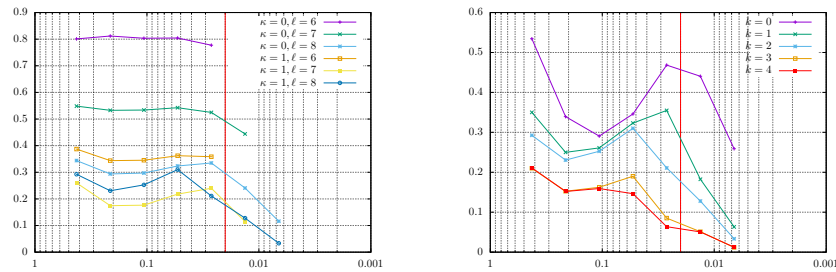 0.9
0.8
0.7
0.6
0.5
0.4
0.3
0.2
0.1
0
1
0.1
0.01
0.001
κ = 0, ℓ = 6
κ = 0, ℓ = 7
κ = 0, ℓ = 8
κ = 1, ℓ = 6
κ = 1, ℓ = 7
κ = 1, ℓ = 8
0.6
0.5
0.4
0.3
0.2
0.1
0
1
0.1
0.01
0.001
k = 0
k = 1
k = 2
k = 3
k = 4